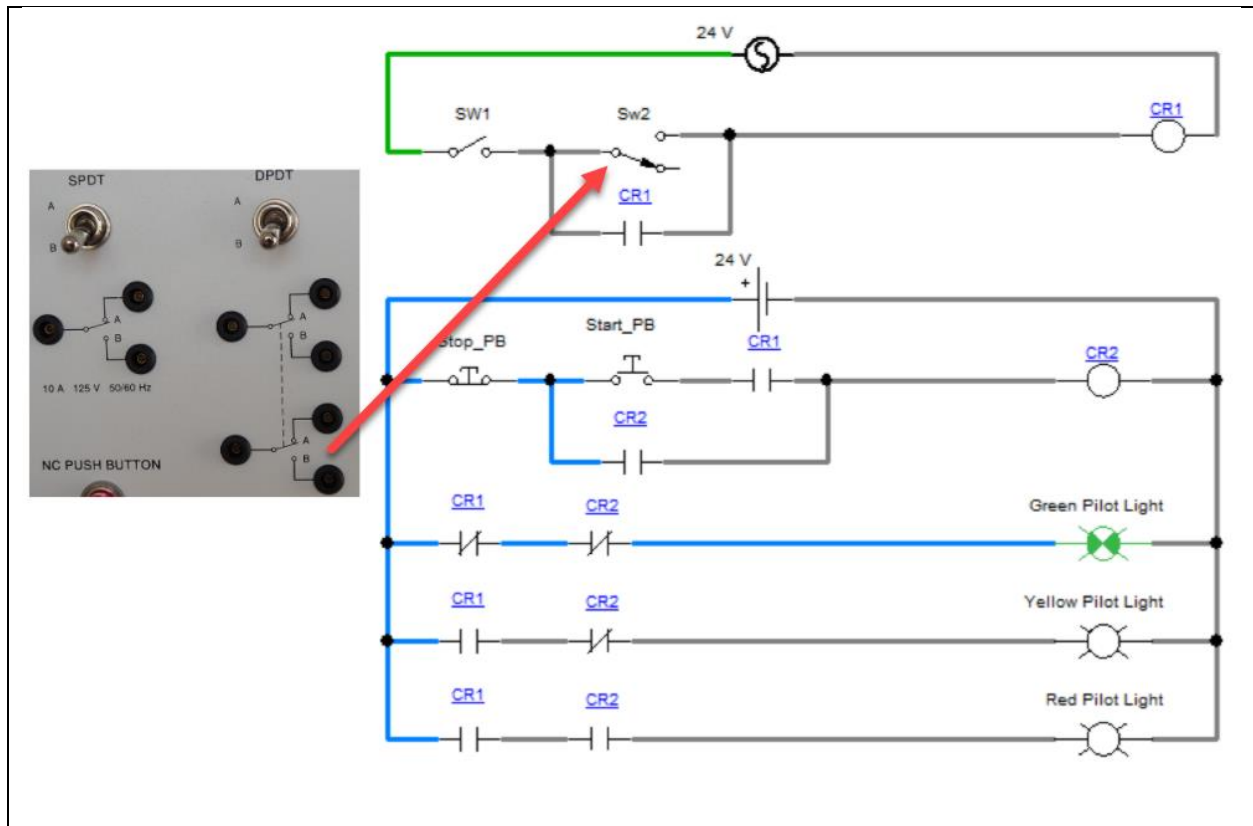 24 V
SW1
Sw2
CR1
CR1
SPDT
DPDT
A
B
A
B
A
B
A
B
10 A 125 V 50/60 Hz
NC PUSH BUTTON
24 V
+
Stop_PB
Start_PB
CR1
CR2
CR2
CR1
CR2
Green Pilot Light
CR1
CR2
Yellow Pilot Light
CR1
CR2
Red Pilot Light